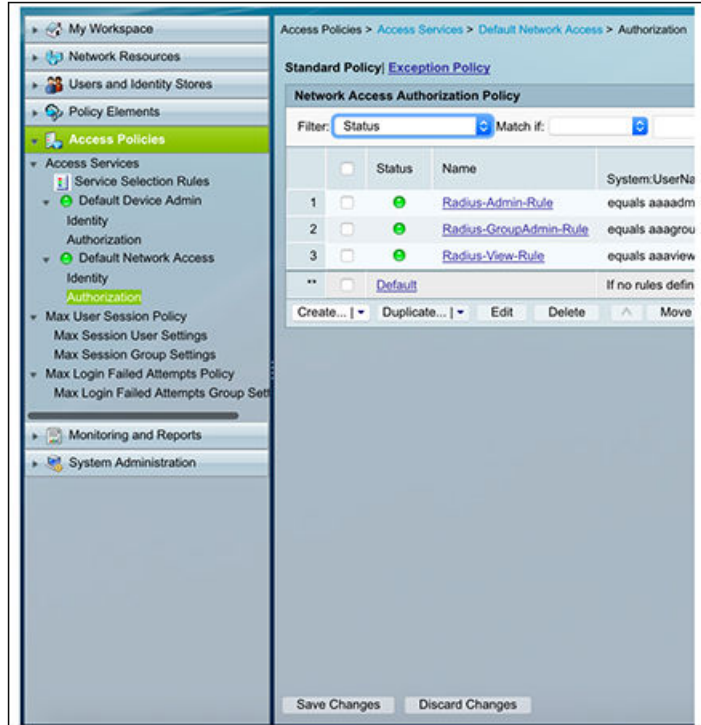 My Workspace
Network Resources
Users and Identity Stores
Policy Elements
Access Policies
Access Services
Service Selection Rules
Default Device Admin
Identity
Authorization
Default Network Access
Identity
Authorization
Max User Session Policy
Max Session User Settings
Max Session Group Settings
Max Login Failed Attempts Policy
Max Login Failed Attempts Group Sett
Monitoring and Reports
System Administration
Access Policies > Access Services > Default Network Access > Authorization
Standard Policy| Exception Policy
Network Access Authorization Policy
Filter: Status Match if:
Status Name System:UserNa
1 Radius-Admin-Rule equals aaaadm
2 Radius-GroupAdmin-Rule equals aaagrou
3 Radius-View-Rule equals aaaview
** Default If no rules defin
Create... | Duplicate... | Edit Delete ^ Move
Save Changes Discard Changes